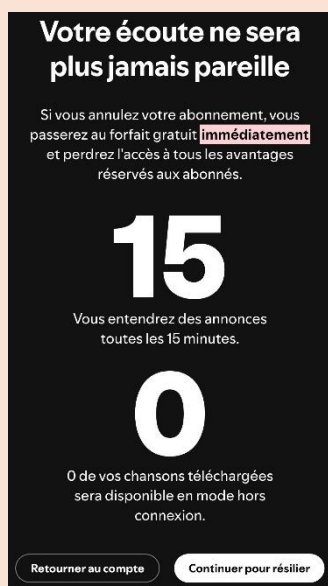 Votre écoute ne sera
plus jamais pareille
Si vous annulez votre abonnement, vous
passerez au forfait gratuit immédiatement
et perdrez l'accès à tous les avantages
réservés aux abonnés.
15
Vous entendrez des annonces
toutes les 15 minutes.
0
0 de vos chansons téléchargées
sera disponible en mode hors
connexion.
Retourner au compte
Continuer pour résilier